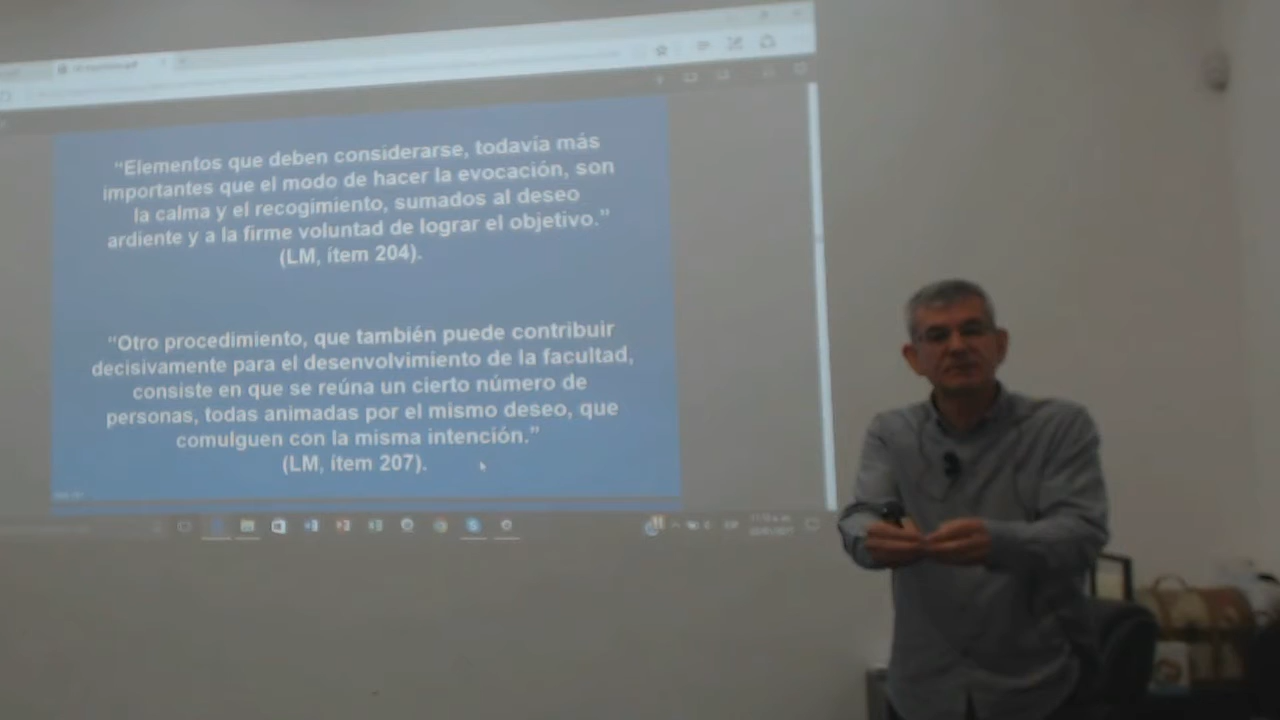 “Elementos que deben considerarse, todavía más
importantes que el modo de hacer la evocación, son
la calma y el recogimiento, sumados al deseo
ardiente y a la firme voluntad de lograr el objetivo.”
(LM, ítem 204).
“Otro procedimiento, que también puede contribuir
decisivamente para el desenvolvimiento de la facultad,
consiste en que se reúna un cierto número de
personas, todas animadas por el mismo deseo, que
comulguen con la misma intención.”
(LM, ítem 207).